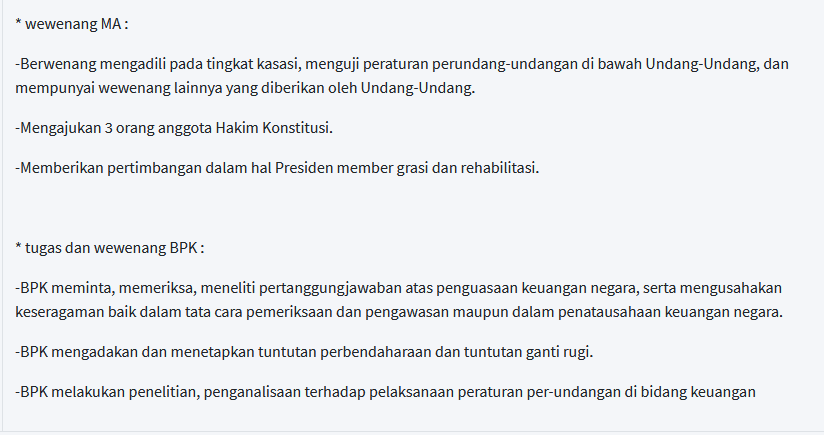 * wewenang MA :
-Berwenang mengadili pada tingkat kasasi, menguji peraturan perundang-undangan di bawah Undang-Undang, dan
mempunyai wewenang lainnya yang diberikan oleh Undang-Undang.
-Mengajukan 3 orang anggota Hakim Konstitusi.
-Memberikan pertimbangan dalam hal Presiden member grasi dan rehabilitasi.
* tugas dan wewenang BPK :
-BPK meminta, memeriksa, meneliti pertanggungjawaban atas penguasaan keuangan negara, serta mengusahakan
keseragaman baik dalam tata cara pemeriksaan dan pengawasan maupun dalam penatausahaan keuangan negara.
-BPK mengadakan dan menetapkan tuntutan perbendaharaan dan tuntutan ganti rugi.
-BPK melakukan penelitian, penganalisaan terhadap pelaksanaan peraturan per-undangan di bidang keuangan